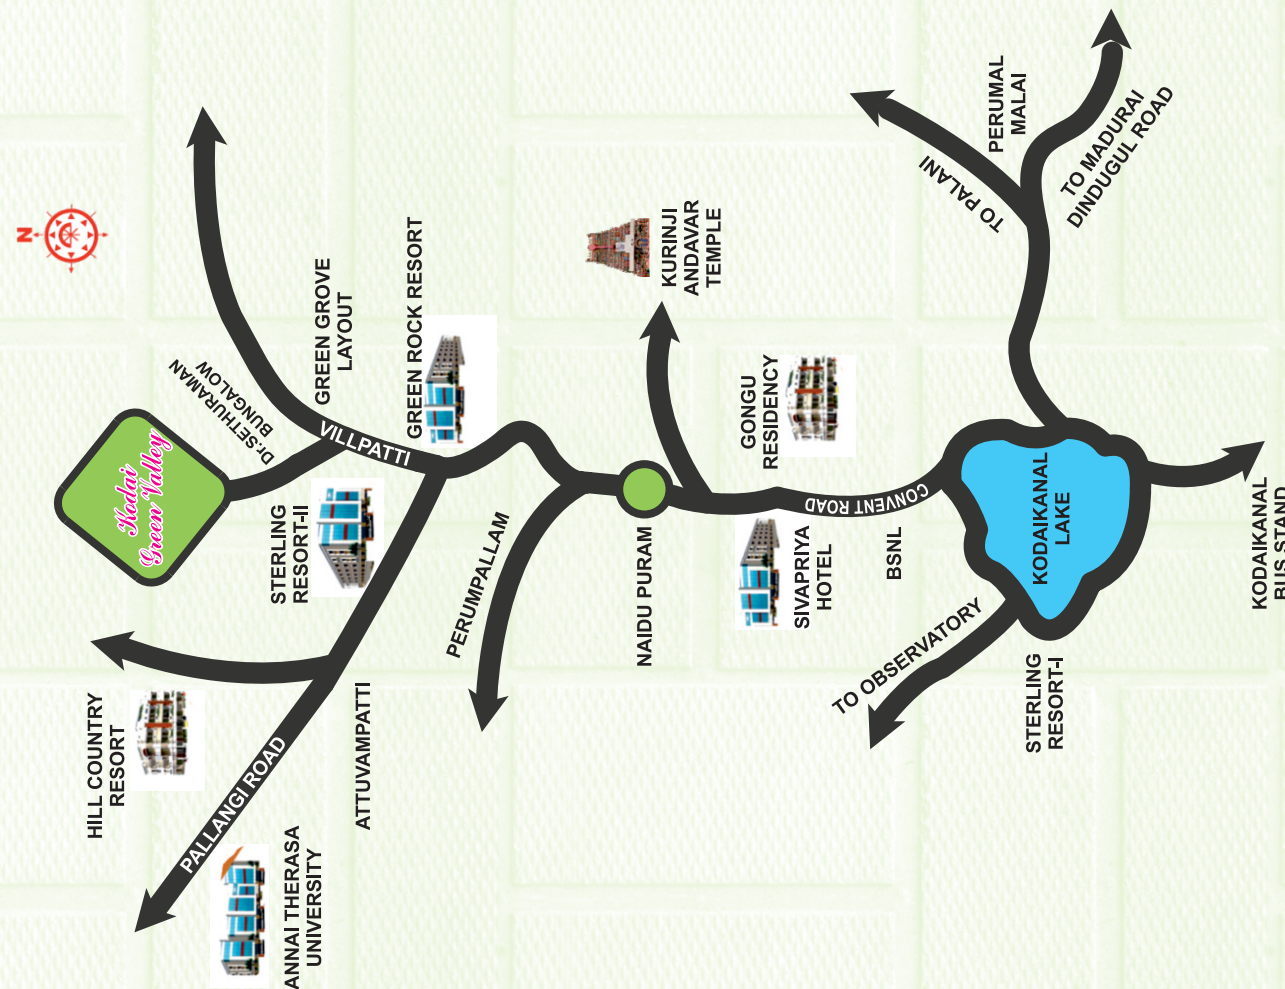 N
Kodai
Green Valley
Dr.SETHURAMAN
BUNGALOW
GREEN GROVE
LAYOUT
GREEN ROCK RESORT
VILLPATTI
STERLING
RESORT-II
HILL COUNTRY
RESORT
PALLANGI ROAD
ANNAI THERASA
UNIVERSITY
ATTUVAMPATTI
PERUMPALLAM
NAIDU PURAM
KURINJI
ANDAVAR
TEMPLE
GONGU
RESIDENCY
SIVAPRIYA
HOTEL
CONVENT ROAD
BSNL
TO OBSERVATORY
KODAIKANAL
LAKE
STERLING
RESORT-I
TO PALANI
PERUMAL
MALAI
TO MADURAI
DINDUGUL ROAD
KODAIKANAL
BUS STAND